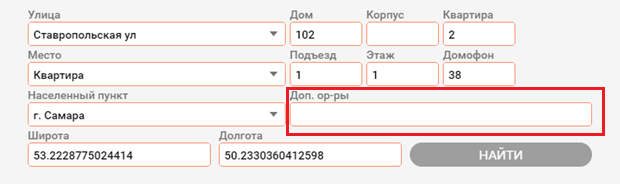 Улица Дом Корпус Квартира
Ставропольская ул 102 2
Место Подъезд Этаж Домофон
Квартира 1 1 38
Населенный пункт Доп. ор-ры
г. Самара
Широта Долгота
53.2228775024414 50.2330360412598 НАЙТИ